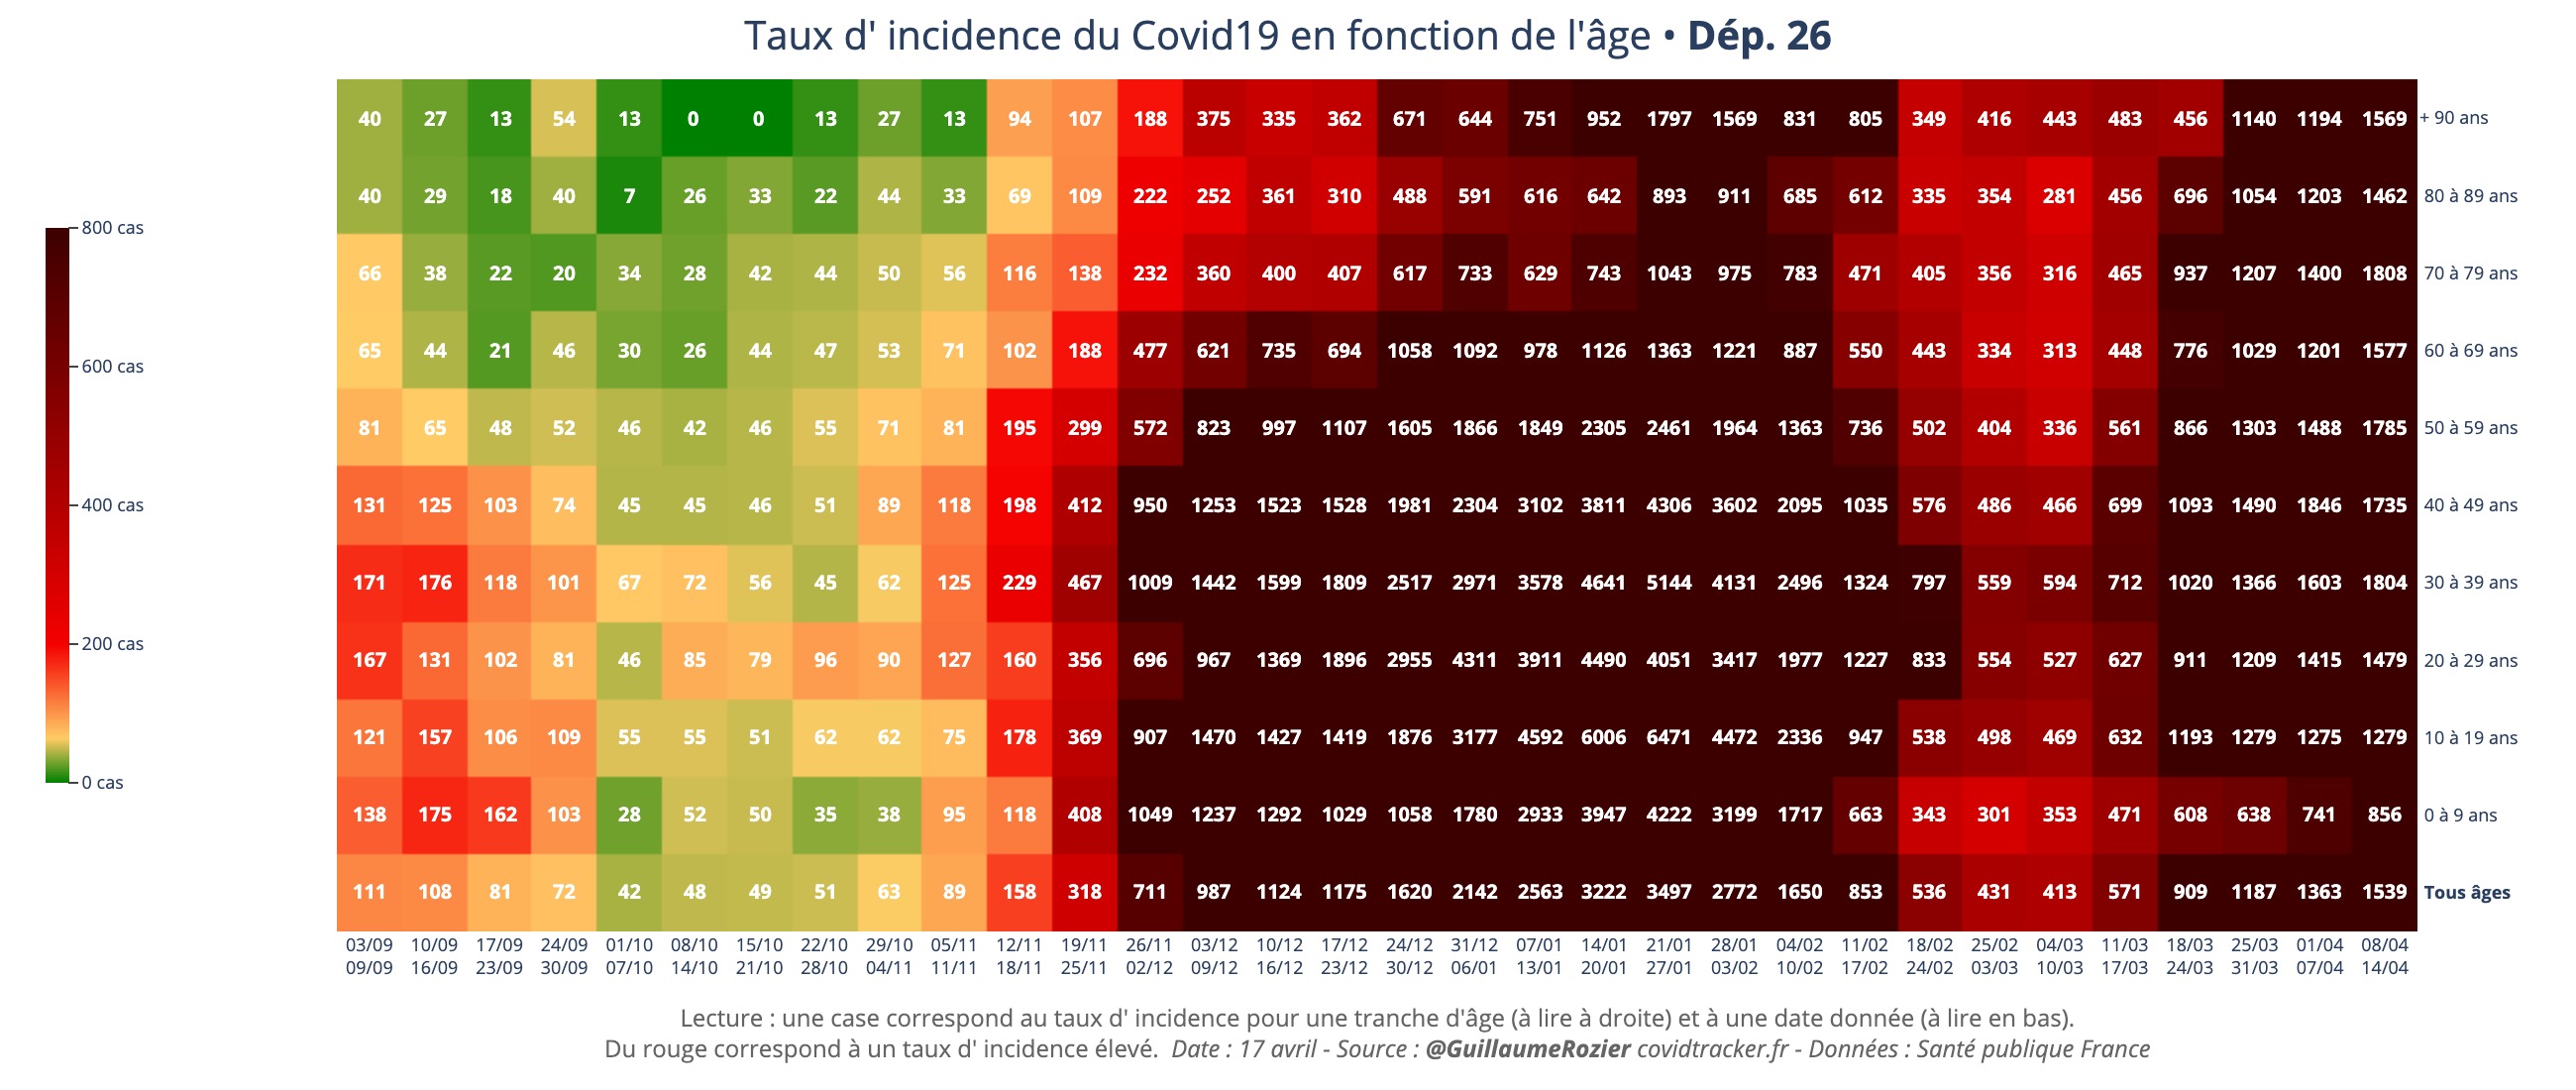 Taux d' incidence du Covid19 en fonction de l'âge • Dép. 26
800 cas
600 cas
400 cas
200 cas
0 cas
40 27 13 54 13 0 0 13 27 13 94 107 188 375 335 362 671 644 751 952 1797 1569 831 805 349 416 443 483 456 1140 1194 1569 + 90 ans
40 29 18 40 7 26 33 22 44 33 69 109 222 252 361 310 488 591 616 642 893 911 685 612 335 354 281 456 696 1054 1203 1462 80 à 89 ans
66 38 22 20 34 28 42 44 50 56 116 138 232 360 400 407 617 733 629 743 1043 975 783 471 405 356 316 465 937 1207 1400 1808 70 à 79 ans
65 44 21 46 30 26 44 47 53 71 102 188 477 621 735 694 1058 1092 978 1126 1363 1221 887 550 443 334 313 448 776 1029 1201 1577 60 à 69 ans
81 65 48 52 46 42 46 55 71 81 195 299 572 823 997 1107 1605 1866 1849 2305 2461 1964 1363 736 502 404 336 561 866 1303 1488 1785 50 à 59 ans
131 125 103 74 45 45 46 51 89 118 198 412 950 1253 1523 1528 1981 2304 3102 3811 4306 3602 2095 1035 576 486 466 699 1093 1490 1846 1735 40 à 49 ans
171 176 118 101 67 72 56 45 62 125 229 467 1009 1442 1599 1809 2517 2971 3578 4641 5144 4131 2496 1324 797 559 594 712 1020 1366 1603 1804 30 à 39 ans
167 131 102 81 46 85 79 96 90 127 160 356 696 967 1369 1896 2955 4311 3911 4490 4051 3417 1977 1227 833 554 527 627 911 1209 1415 1479 20 à 29 ans
121 157 106 109 55 55 51 62 62 75 178 369 907 1470 1427 1419 1876 3177 4592 6006 6471 4472 2336 947 538 498 469 632 1193 1279 1275 1279 10 à 19 ans
138 175 162 103 28 52 50 35 38 95 118 408 1049 1237 1292 1029 1058 1780 2933 3947 4222 3199 1717 663 343 301 353 471 608 638 741 856 0 à 9 ans
111 108 81 72 42 48 49 51 63 89 158 318 711 987 1124 1175 1620 2142 2563 3222 3497 2772 1650 853 536 431 413 571 909 1187 1363 1539 Tous âges
03/09 10/09 17/09 24/09 01/10 08/10 15/10 22/10 29/10 05/11 12/11 19/11 26/11 03/12 10/12 17/12 24/12 31/12 07/01 14/01 21/01 28/01 04/02 11/02 18/02 25/02 04/03 11/03 18/03 25/03 01/04 08/04
09/09 16/09 23/09 30/09 07/10 14/10 21/10 28/10 04/11 11/11 18/11 25/11 02/12 09/12 16/12 23/12 30/12 06/01 13/01 20/01 27/01 03/02 10/02 17/02 24/02 03/03 10/03 17/03 24/03 31/03 07/04 14/04
Lecture : une case correspond au taux d' incidence pour une tranche d'âge (à lire à droite) et à une date donnée (à lire en bas).
Du rouge correspond à un taux d' incidence élevé. Date : 17 avril - Source : @GuillaumeRozier covidtracker.fr - Données : Santé publique France